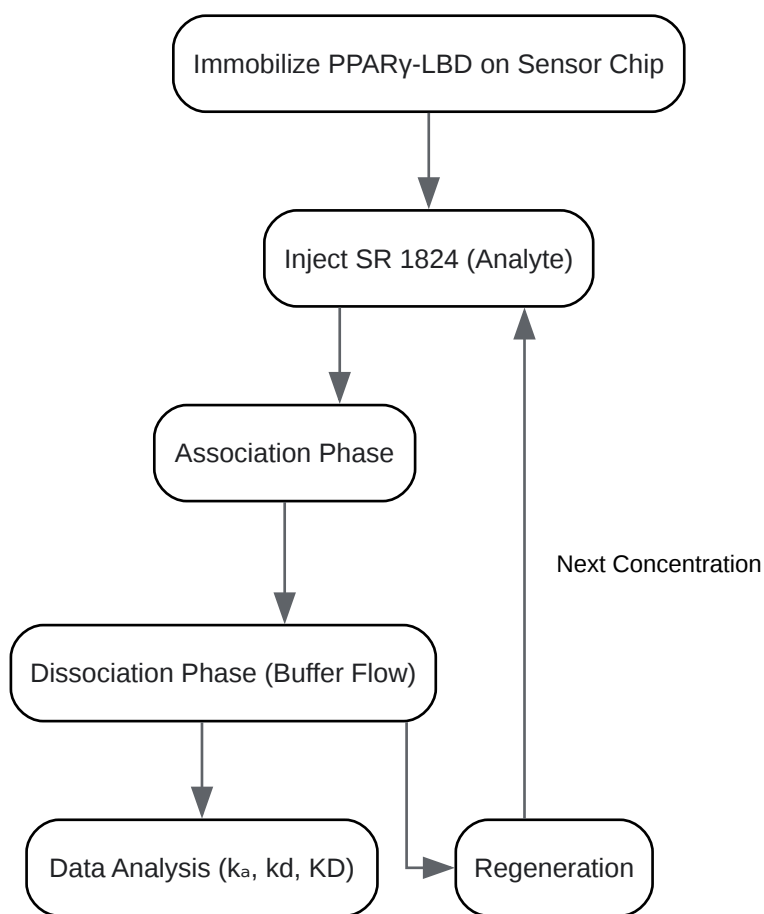 Immobilize PPARγ-LBD on Sensor Chip
Inject SR 1824 (Analyte)
Association Phase
Next Concentration
Dissociation Phase (Buffer Flow)
Data Analysis (kₐ, kd, KD)
Regeneration